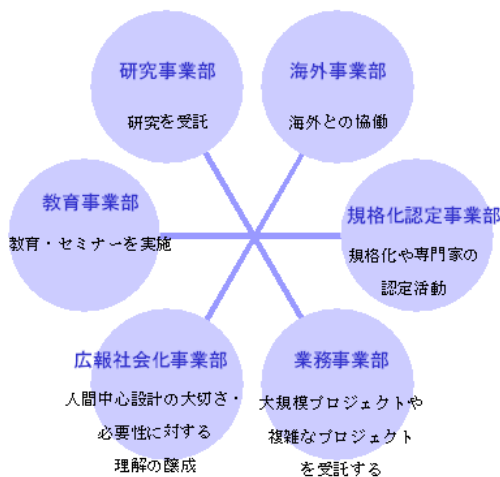 研究事業部
研究を受託
海外事業部
海外との協働
教育事業部
教育・セミナーを実施
規格化認定事業部
規格化や専門家の
認定活動
広報社会化事業部
人間中心設計の大切さ・
必要性に対する
理解の醸成
業務事業部
大規模プロジェクトや
複雑なプロジェクト
を受託する